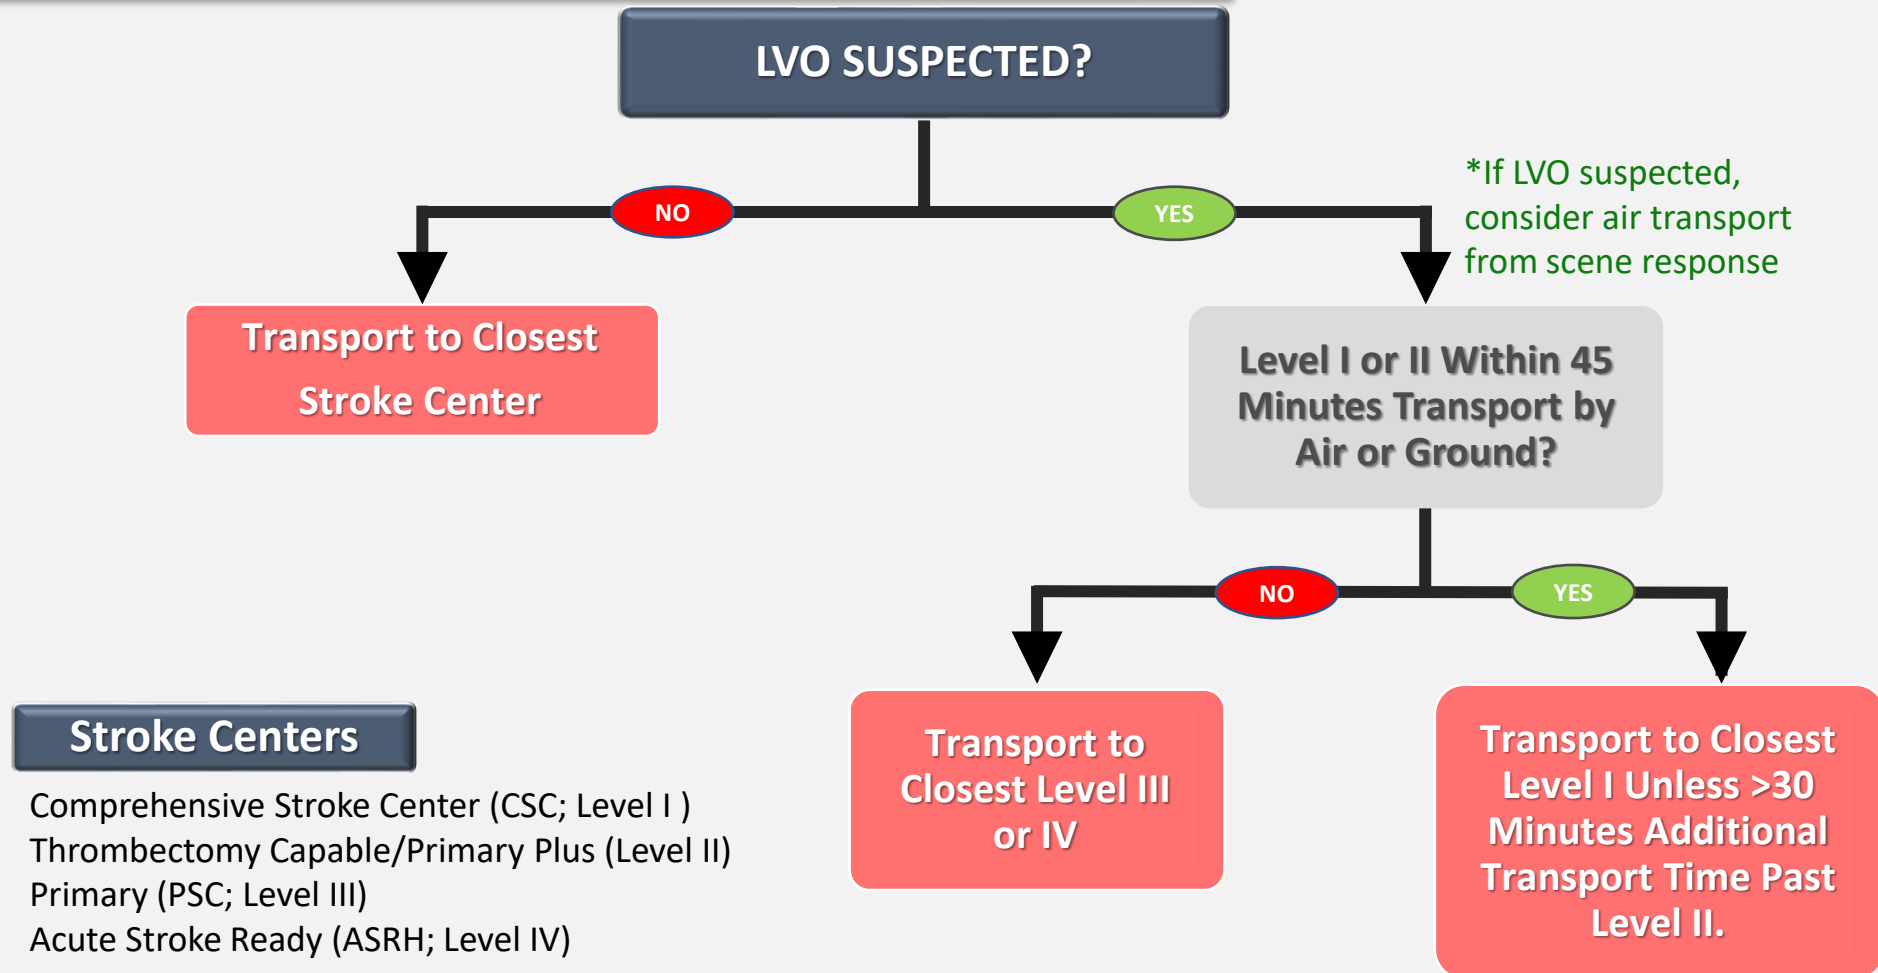 LVO SUSPECTED?
NO
YES
*If LVO suspected,
consider air transport
from scene response
Transport to Closest
Stroke Center
Level I or II Within 45
Minutes Transport by
Air or Ground?
NO
YES
Transport to
Closest Level III
or IV
Transport to Closest
Level I Unless >30
Minutes Additional
Transport Time Past
Level II.
Stroke Centers
Comprehensive Stroke Center (CSC; Level I )
Thrombectomy Capable/Primary Plus (Level II)
Primary (PSC; Level III)
Acute Stroke Ready (ASRH; Level IV)